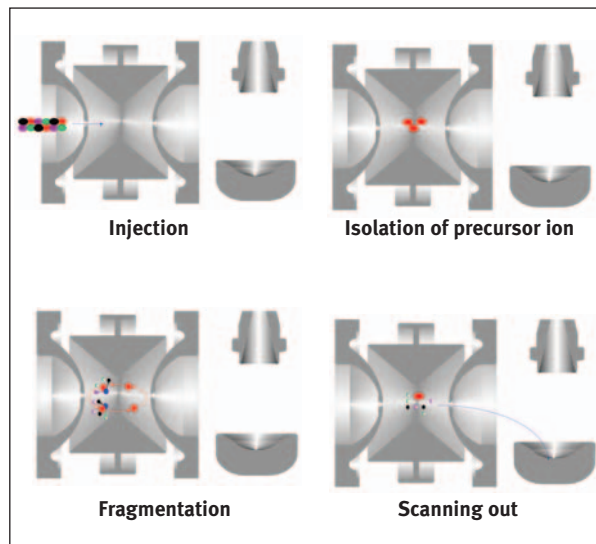 Injection
Isolation of precursor ion
Fragmentation
Scanning out